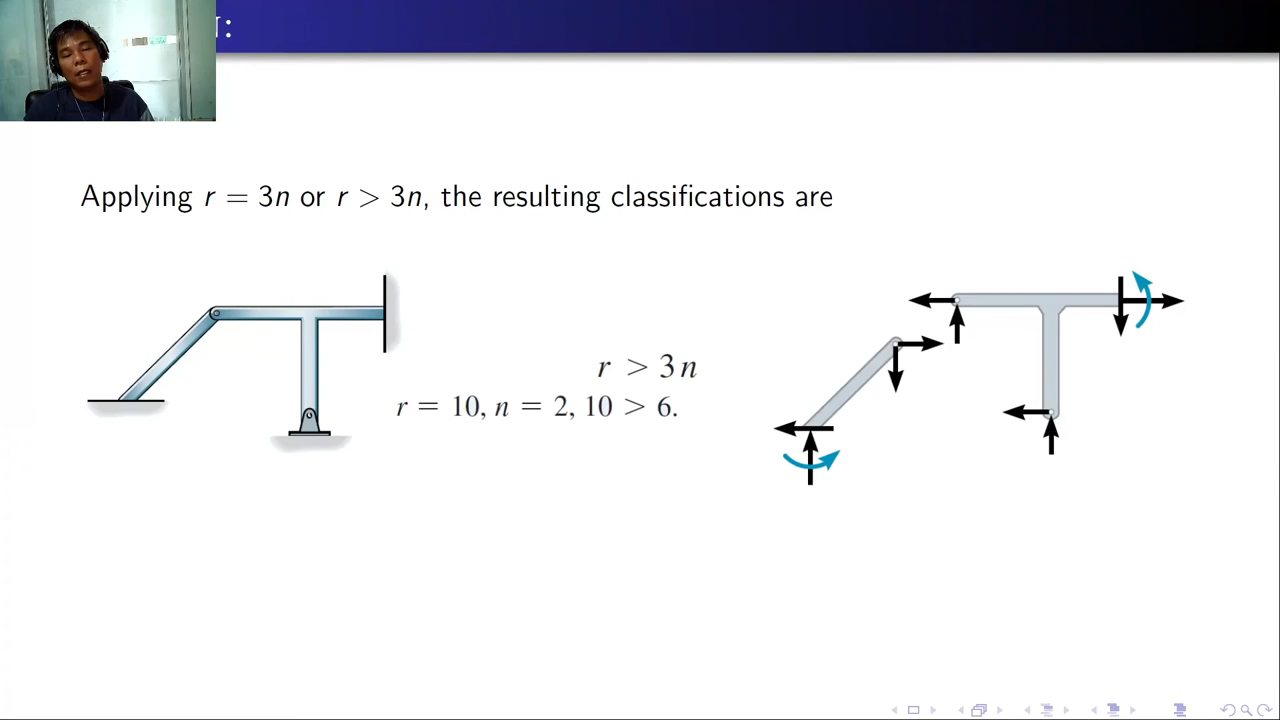 :
Applying r = 3n or r > 3n, the resulting classifications are
r > 3n
r = 10, n = 2, 10 > 6.